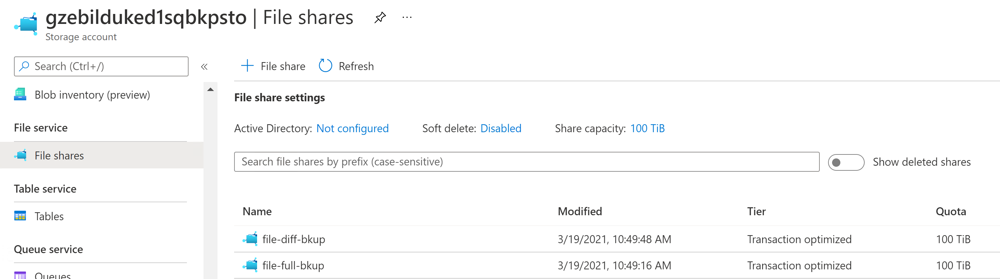 gzebilduked1sqbkpsto | File shares ...
Storage account
Search (Ctrl+/)
«
Blob inventory (preview)
File service
File shares
Table service
Tables
Queue service
Queues
File share
Refresh
File share settings
Active Directory: Not configured Soft delete: Disabled Share capacity: 100 TiB
Search file shares by prefix (case-sensitive)
Show deleted shares
Name Modified Tier Quota
file-diff-bkup 3/19/2021, 10:49:48 AM Transaction optimized 100 TiB
file-full-bkup 3/19/2021, 10:49:16 AM Transaction optimized 100 TiB